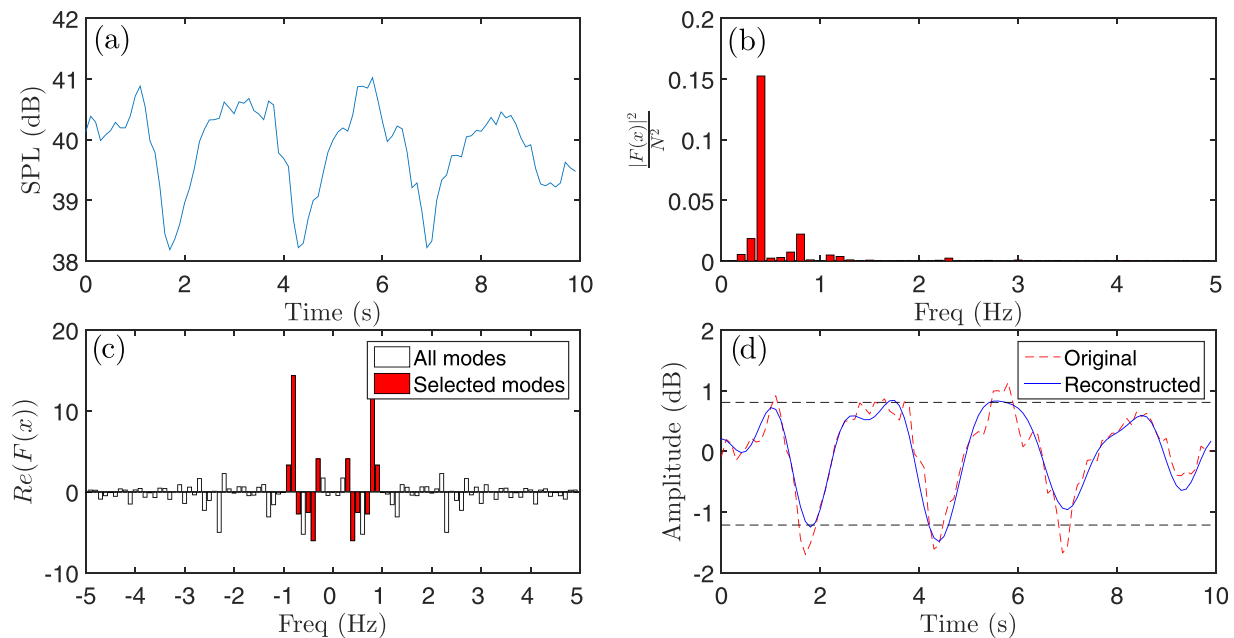 (a)
42
41
40
39
38
SPL (dB)
0 2 4 6 8 10
Time (s)
(b)
0.2
0.15
0.1
0.05
0
|F(x)|²
N²
0 1 2 3 4 5
Freq (Hz)
(c)
20
10
0
-10
Re(F(x))
All modes
Selected modes
-5 -4 -3 -2 -1 0 1 2 3 4 5
Freq (Hz)
(d)
2
1
0
-1
-2
Amplitude (dB)
Original
Reconstructed
0 2 4 6 8 10
Time (s)